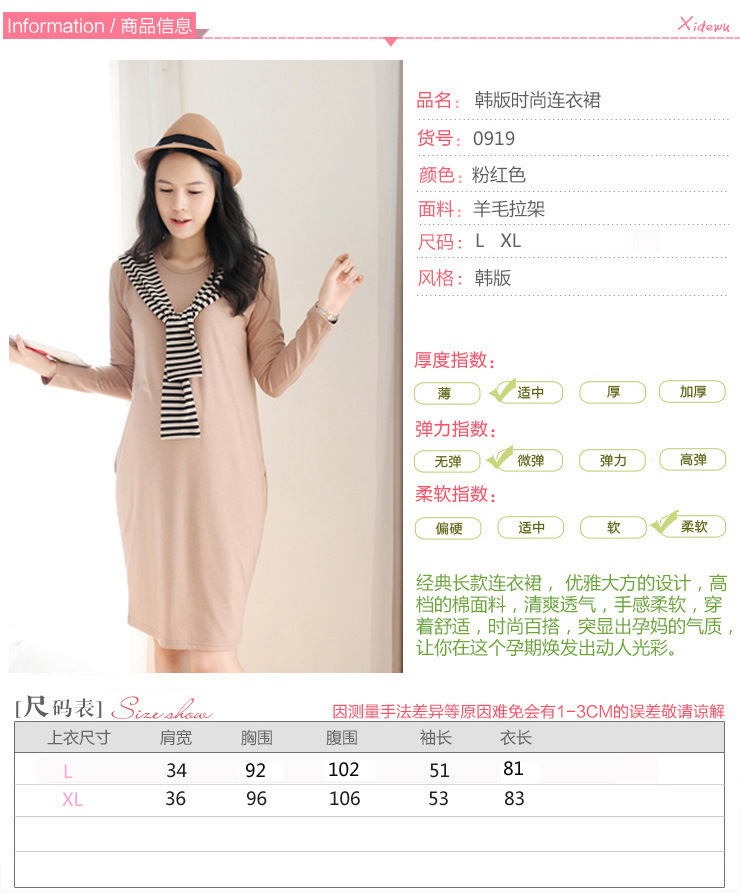 Information / 商品信息
Xidewu
品名： 韩版时尚连衣裙
货号： 0919
颜色： 粉红色
面料： 羊毛拉架
尺码： L XL
风格： 韩版
厚度指数：
薄 适中 厚 加厚
弹力指数：
无弹 微弹 弹力 高弹
柔软指数：
偏硬 适中 软 柔软
经典长款连衣裙， 优雅大方的设计，高
档的棉面料，清爽透气，手感柔软，穿
着舒适，时尚百搭，突显出孕妈的气质，
让你在这个孕期焕发出动人光彩。
[尺码表] Size show
因测量手法差异等原因难免会有1-3CM的误差敬请谅解
上衣尺寸 肩宽 胸围 腹围 袖长 衣长
L 34 92 102 51 81
XL 36 96 106 53 83